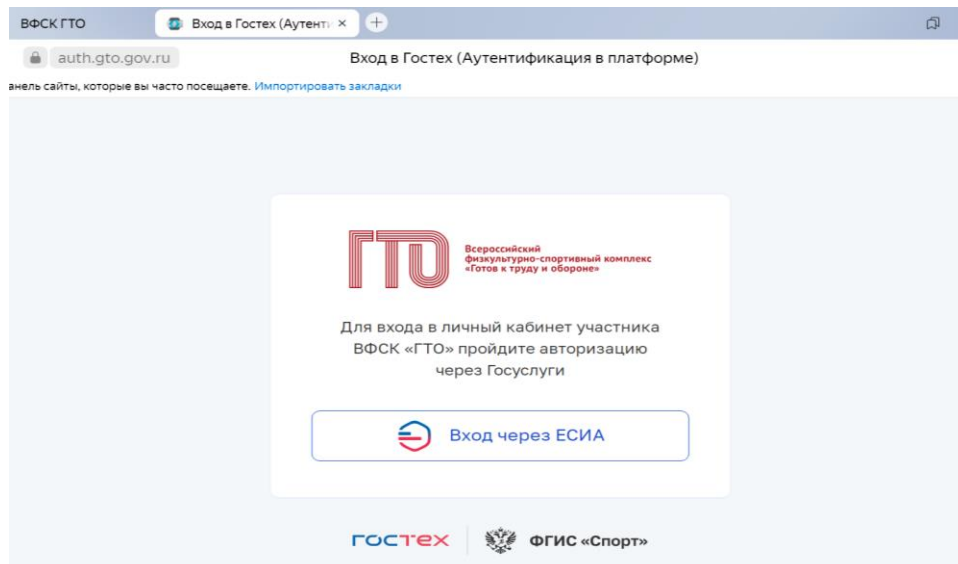 ВФСК ГТО
Вход в Гостех (Аутенти
auth.gto.gov.ru
Вход в Гостех (Аутентификация в платформе)
анель сайты, которые вы часто посещаете. Импортировать закладки
ГТО
Всероссийский
физкультурно-спортивный комплекс
«Готов к труду и обороне»
Для входа в личный кабинет участника
ВФСК «ГТО» пройдите авторизацию
через Госуслуги
Вход через ЕСИА
гостех
ФГИС «Спорт»